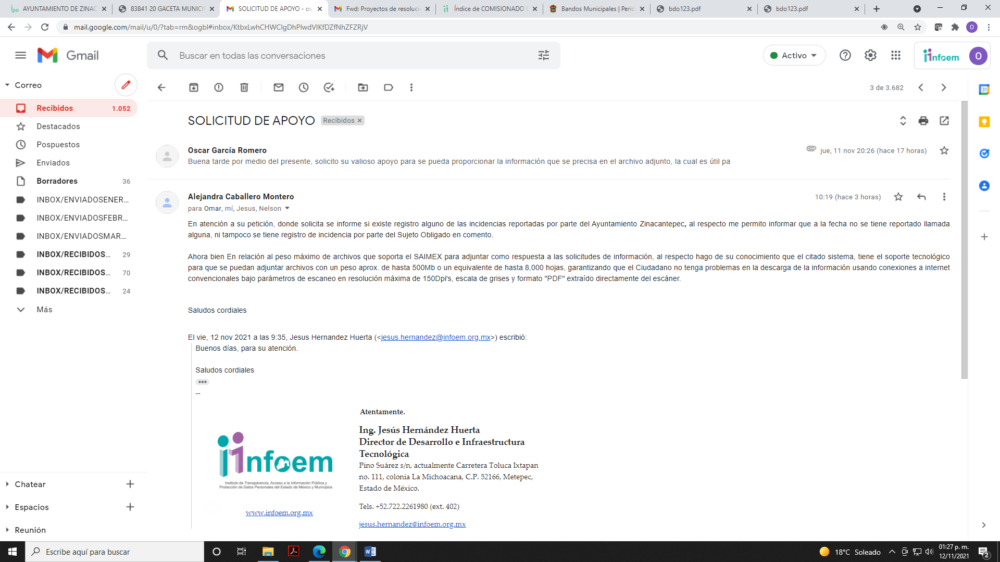 AYUNTAMIENTO DE ZINAC
83841 20 GACETA MUNICI
SOLICITUD DE APOYO - os
Fwd: Proyectos de resoluci
Índice de COMISIONADO D
Bandos Municipales | Perió
bdo123.pdf
bdo123.pdf
mail.google.com/mail/u/0/?tab=rm&ogbl#inbox/KtbxLwhCHWClgDhPlwdVlKfDZfNhZFZRjV
O
Gmail
Buscar en todas las conversaciones
Activo
infoem
O
Correo
3 de 3.682
Recibidos 1.052
Destacados
Pospuestos
Enviados
Borradores 36
INBOX/ENVIADOSENER...
INBOX/ENVIADOSFEBR...
INBOX/ENVIADOSMAR...
INBOX/RECIBIDOS... 29
INBOX/RECIBIDOS... 70
INBOX/RECIBIDOS... 24
Más
Chatear
Espacios
Reunión
31
SOLICITUD DE APOYO Recibidos
Oscar García Romero
jue, 11 nov 20:26 (hace 17 horas)
Buena tarde por medio del presente, solicito su valioso apoyo para se pueda proporcionar la información que se precisa en el archivo adjunto, la cual es útil pa
Alejandra Caballero Montero
10:19 (hace 3 horas)
para Omar, mí, Jesus, Nelson
En atención a su petición, donde solicita se informe si existe registro alguno de las incidencias reportadas por parte del Ayuntamiento Zinacantepec, al respecto me permito informar que a la fecha no se tiene reportado llamada
alguna, ni tampoco se tiene registro de incidencia por parte del Sujeto Obligado en comento.
Ahora bien En relación al peso máximo de archivos que soporta el SAIMEX para adjuntar como respuesta a las solicitudes de información, al respecto hago de su conocimiento que el citado sistema, tiene el soporte tecnológico
para que se puedan adjuntar archivos con un peso aprox. de hasta 500Mb o un equivalente de hasta 8,000 hojas, garantizando que el Ciudadano no tenga problemas en la descarga de la información usando conexiones a internet
convencionales bajo parámetros de escaneo en resolución máxima de 150Dpi's, escala de grises y formato "PDF" extraído directamente del escáner.
Saludos cordiales
El vie, 12 nov 2021 a las 9:35, Jesus Hernandez Huerta (<jesus.hernandez@infoem.org.mx>) escribió:
Buenos días, para su atención.
Saludos cordiales
--
Atentamente.
Ing. Jesús Hernández Huerta
Director de Desarrollo e Infraestructura
Tecnológica
Pino Suárez s/n, actualmente Carretera Toluca Ixtapan
no. 111, colonia La Michoacana, C.P. 52166, Metepec,
Estado de México.
Tels. +52.722.2261980 (ext. 402)
jesus.hernandez@infoem.org.mx
infoem
Instituto de Transparencia, Acceso a la Información Pública y
Protección de Datos Personales del Estado de México y Municipios
www.infoem.org.mx
Escribe aquí para buscar
18°C Soleado
01:27 p. m.
12/11/2021
2